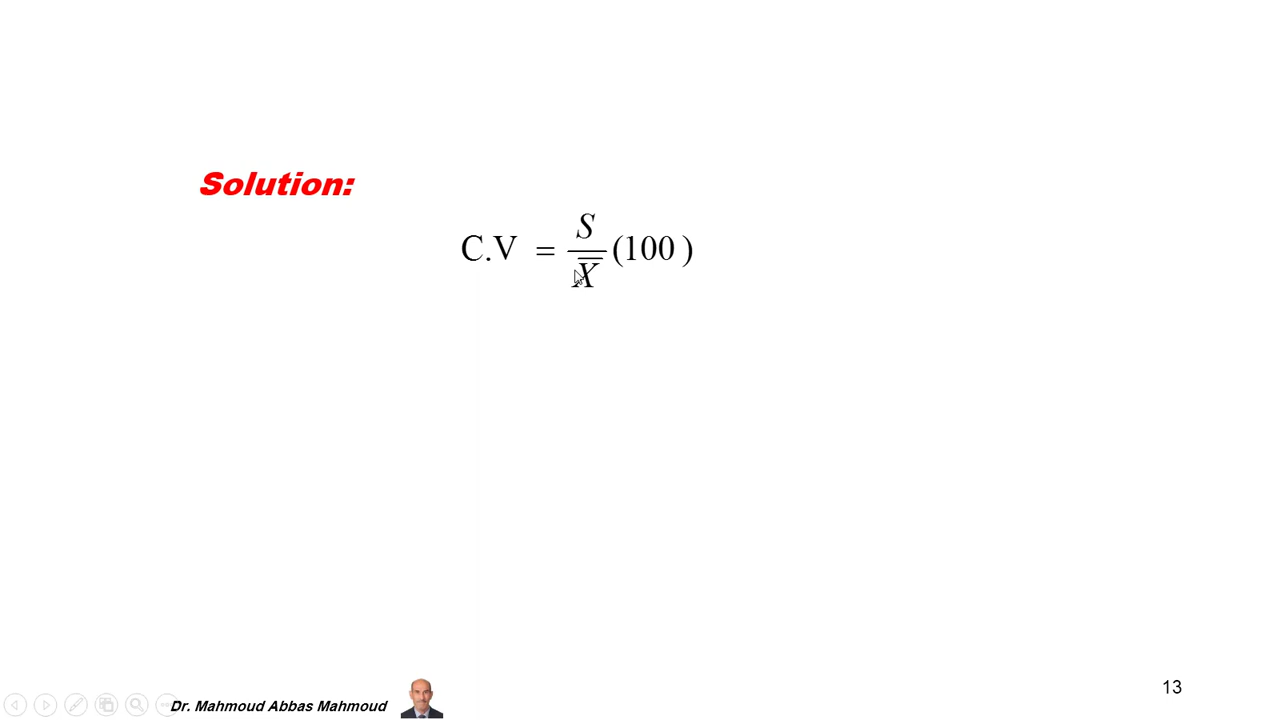 Solution:
C.V = S/X̅ (100 )
Dr. Mahmoud Abbas Mahmoud
13